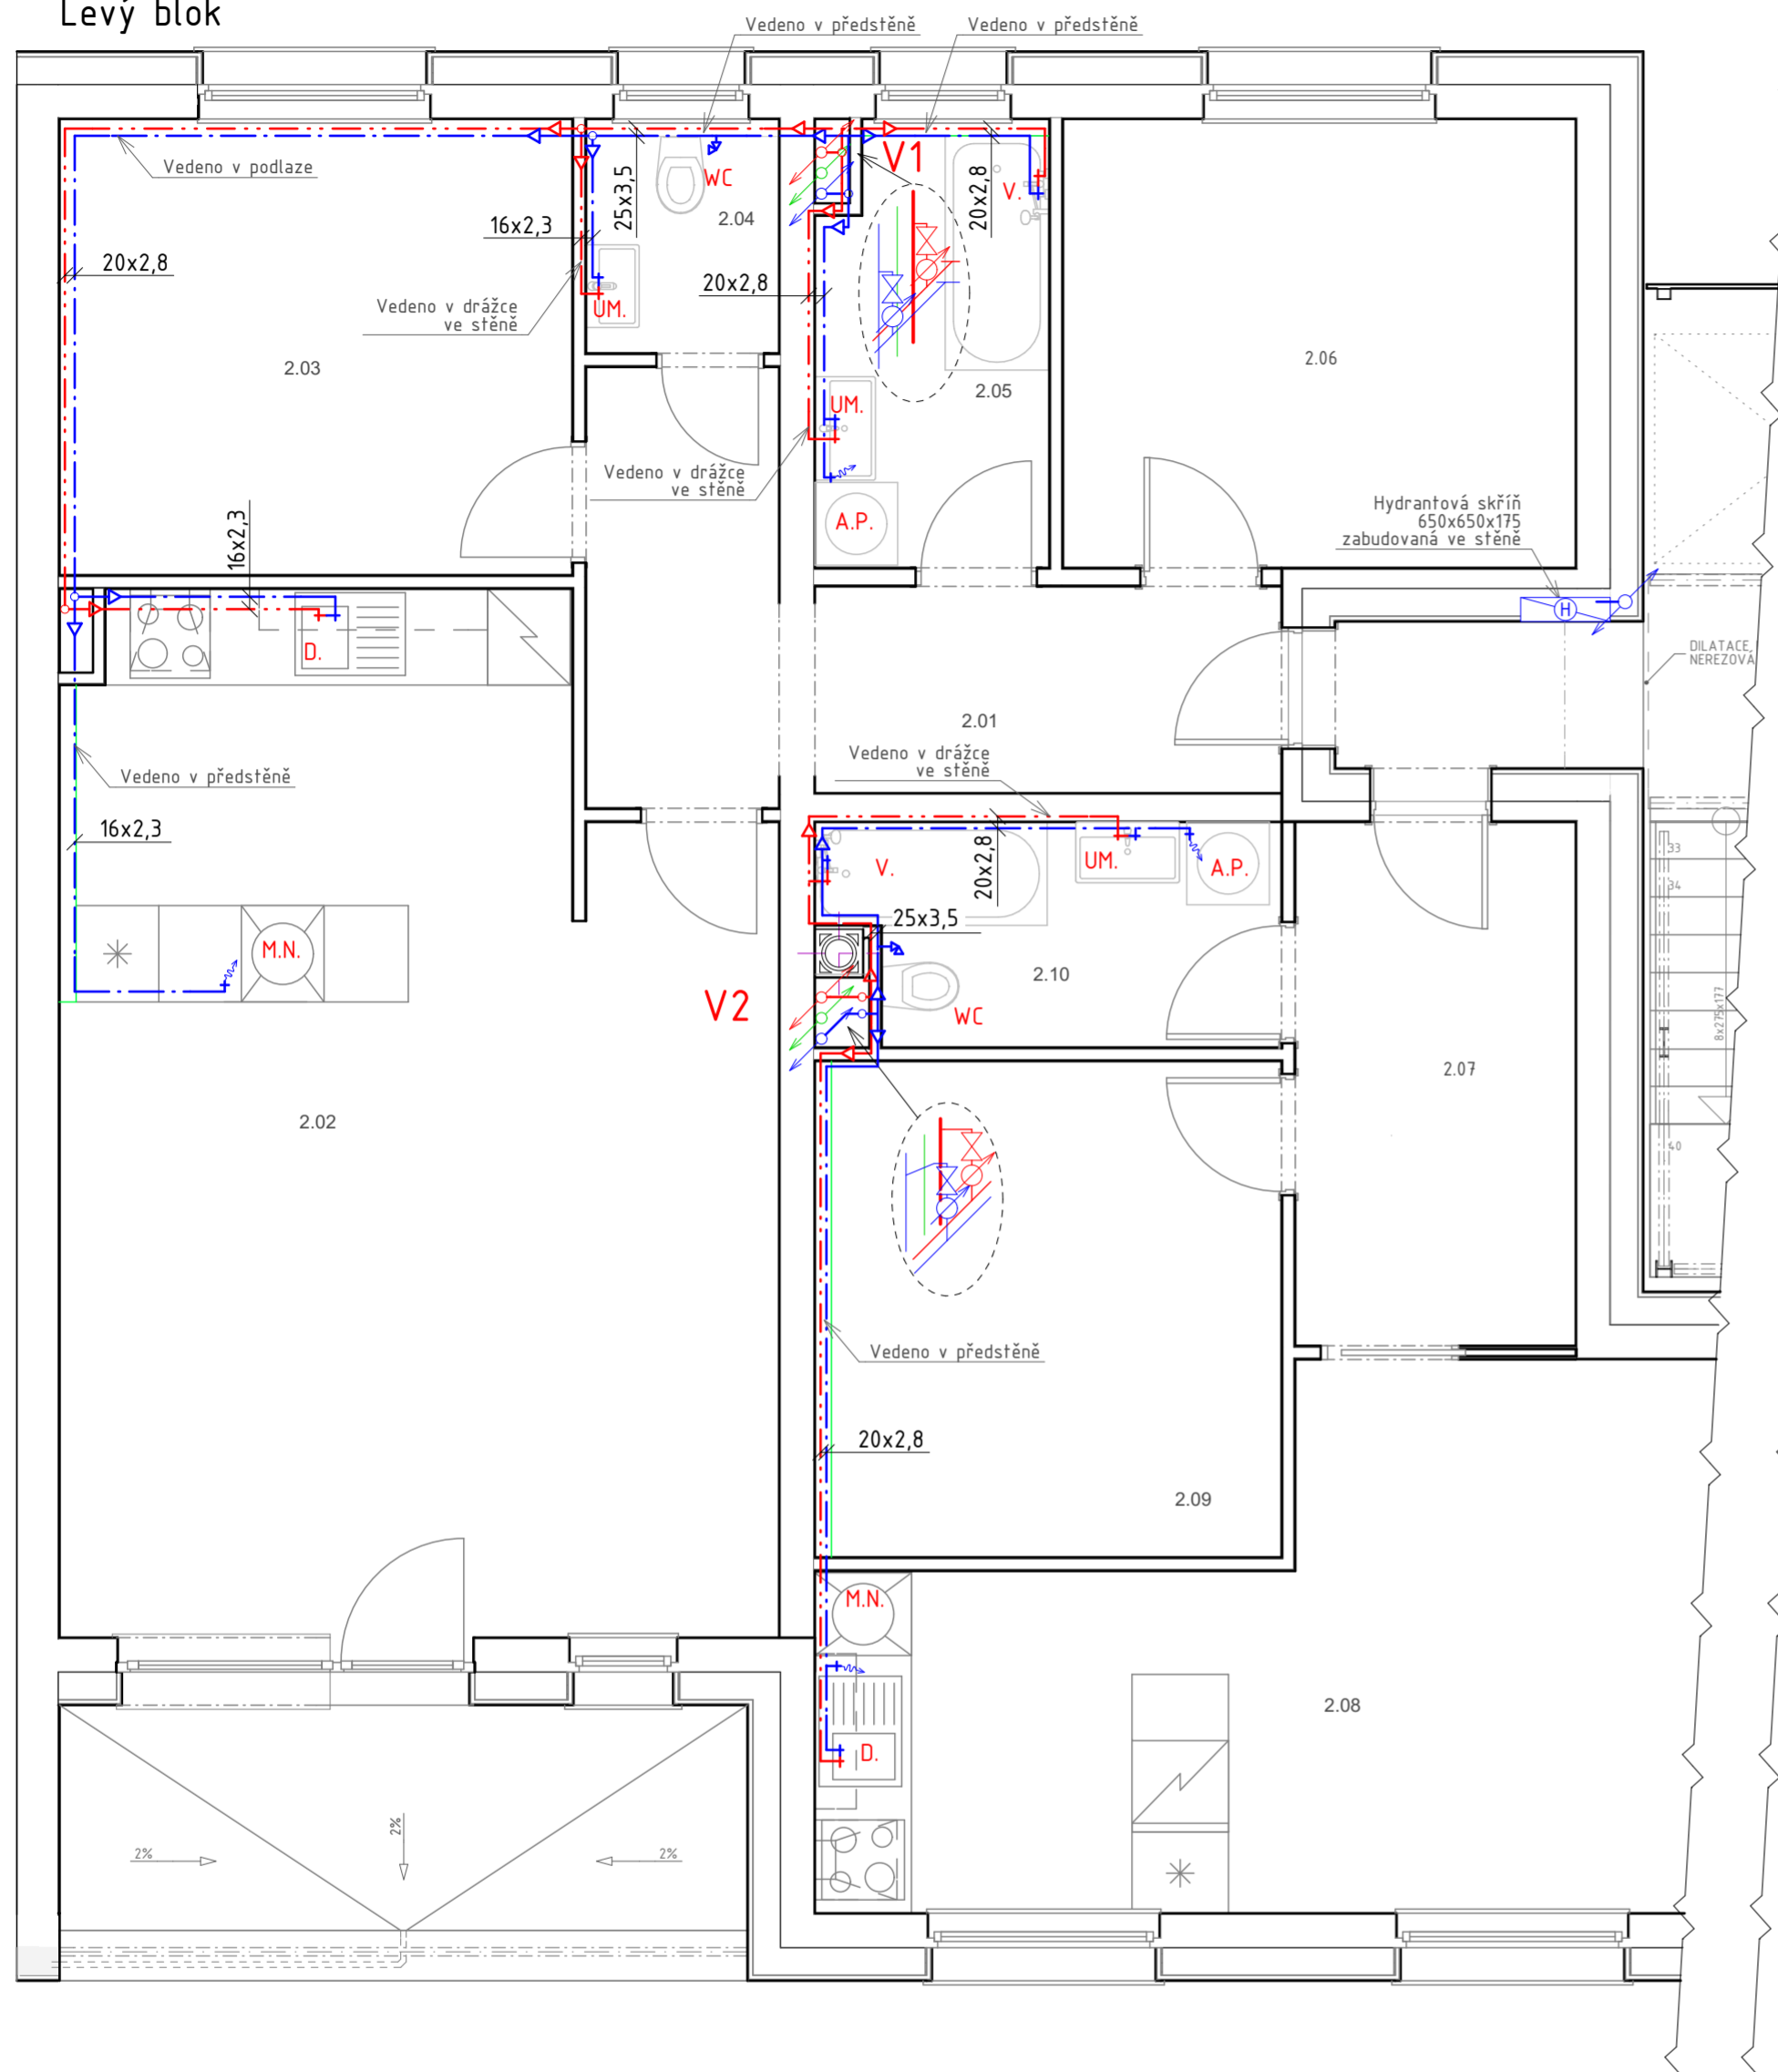 Levý blok
Vedeno v předstěně
Vedeno v předstěně
Vedeno v podlaze
V1
WC
V.
25x3,5
20x2,8
2.04
16x2,3
20x2,8
20x2,8
Vedeno v drážce
ve stěně
UM.
2.03
2.06
2.05
UM.
Vedeno v drážce
ve stěně
A.P.
Hydrantová skříň
650x650x175
zabudovaná ve stěně
16x2,3
H
D.
DILATACE,
NEREZOVÁ
2.01
Vedeno v drážce
ve stěně
Vedeno v předstěně
16x2,3
V.
20x2,8
UM.
A.P.
33
34
25x3,5
M.N.
2.10
V2
WC
8x275x177
2.07
2.02
40
Vedeno v předstěně
20x2,8
2.09
M.N.
2.08
D.
2%
2%
2%